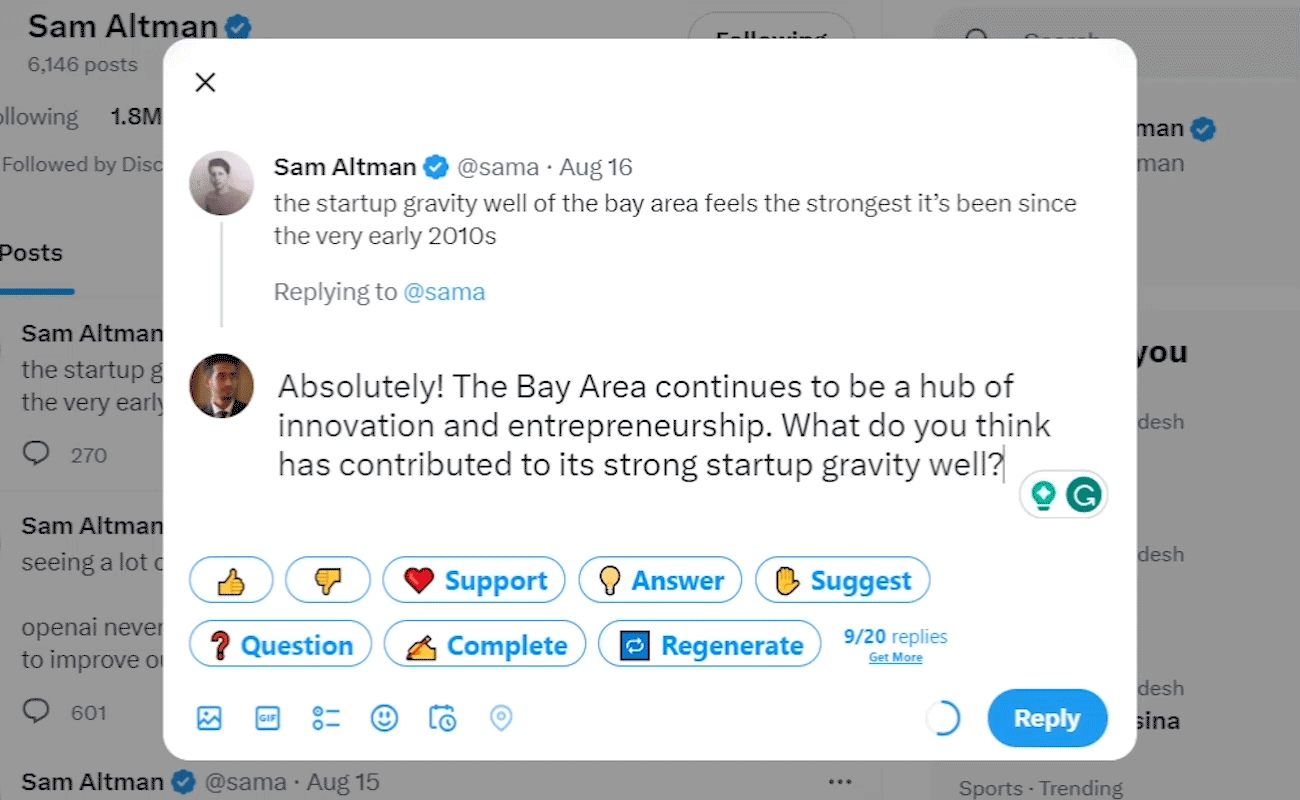 Sam Altman
6,146 posts
Following
1.8M
Followed by
Posts
Sam Altman
the startup
the very early
270
Sam Altman
seeing a lot
openai never
to improve
601
Sam Altman @sama · Aug 15
Sam Altman @sama · Aug 16
the startup gravity well of the bay area feels the strongest it’s been since
the very early 2010s
Replying to @sama
Absolutely! The Bay Area continues to be a hub of
innovation and entrepreneurship. What do you think
has contributed to its strong startup gravity well?
Support
Answer
Suggest
Question
Complete
Regenerate
9/20 replies
Get More
GIF
Reply
Search
man
man
you
desh
desh
desh
sina
Sports · Trending